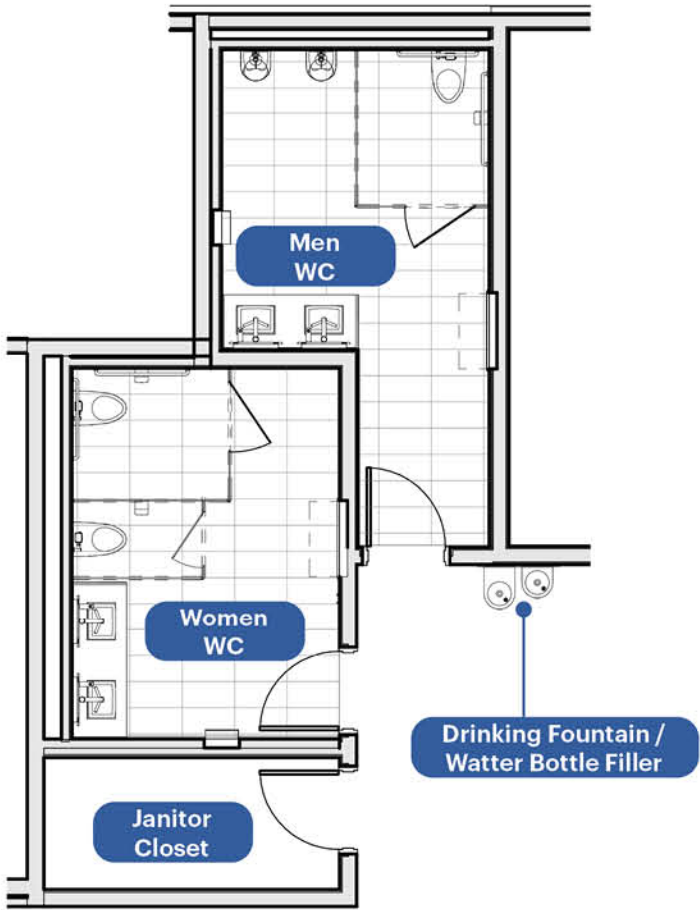 Men
WC
Women
WC
Drinking Fountain /
Watter Bottle Filler
Janitor
Closet